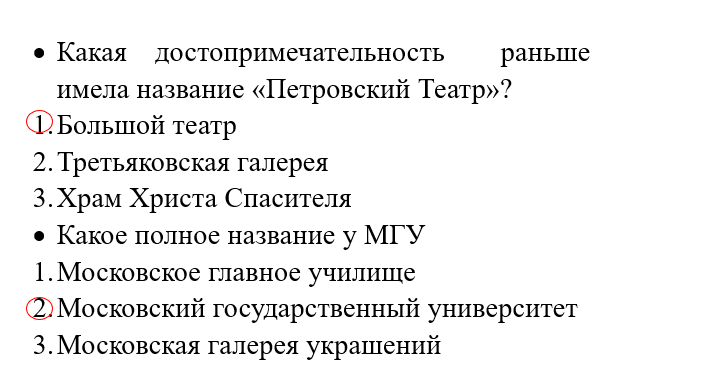 • Какая достопримечательность раньше
имела название «Петровский Театр»?
1. Большой театр
2. Третьяковская галерея
3. Храм Христа Спасителя
• Какое полное название у МГУ
1. Московское главное училище
2. Московский государственный университет
3. Московская галерея украшений